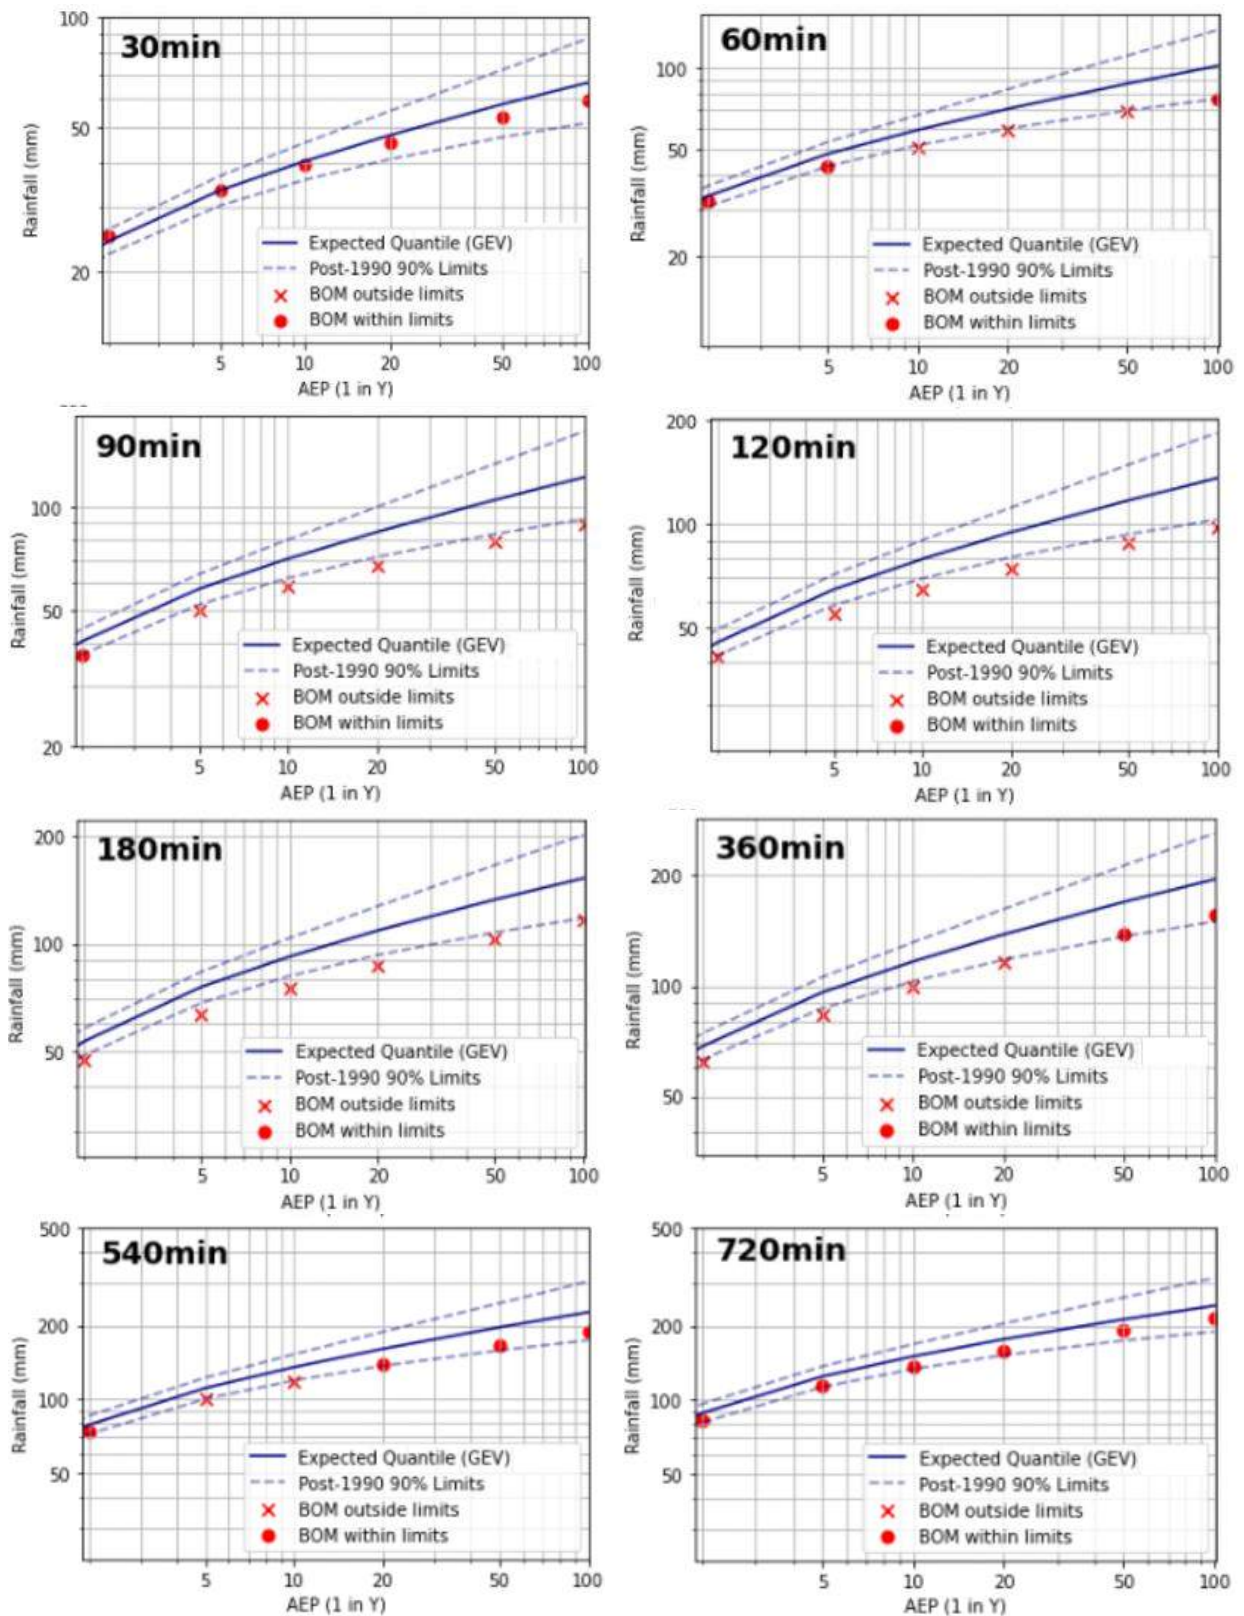 30min
100
50
20
Rainfall (mm)
Expected Quantile (GEV)
Post-1990 90% Limits
BOM outside limits
BOM within limits
5 10 20 50 100
AEP (1 in Y)
60min
100
50
20
Rainfall (mm)
Expected Quantile (GEV)
Post-1990 90% Limits
BOM outside limits
BOM within limits
5 10 20 50 100
AEP (1 in Y)
90min
100
50
20
Rainfall (mm)
Expected Quantile (GEV)
Post-1990 90% Limits
BOM outside limits
BOM within limits
5 10 20 50 100
AEP (1 in Y)
120min
200
100
50
Rainfall (mm)
Expected Quantile (GEV)
Post-1990 90% Limits
BOM outside limits
BOM within limits
5 10 20 50 100
AEP (1 in Y)
180min
200
100
50
Rainfall (mm)
Expected Quantile (GEV)
Post-1990 90% Limits
BOM outside limits
BOM within limits
5 10 20 50 100
AEP (1 in Y)
360min
200
100
50
Rainfall (mm)
Expected Quantile (GEV)
Post-1990 90% Limits
BOM outside limits
BOM within limits
5 10 20 50 100
AEP (1 in Y)
540min
500
200
100
50
Rainfall (mm)
Expected Quantile (GEV)
Post-1990 90% Limits
BOM outside limits
BOM within limits
5 10 20 50 100
AEP (1 in Y)
720min
500
200
100
50
Rainfall (mm)
Expected Quantile (GEV)
Post-1990 90% Limits
BOM outside limits
BOM within limits
5 10 20 50 100
AEP (1 in Y)